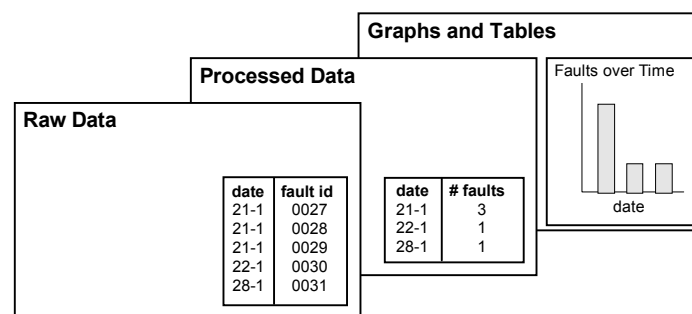 Graphs and Tables
Processed Data
Faults over Time
Raw Data
date fault id
21-1 0027
21-1 0028
21-1 0029
22-1 0030
28-1 0031
date # faults
21-1 3
22-1 1
28-1 1
date